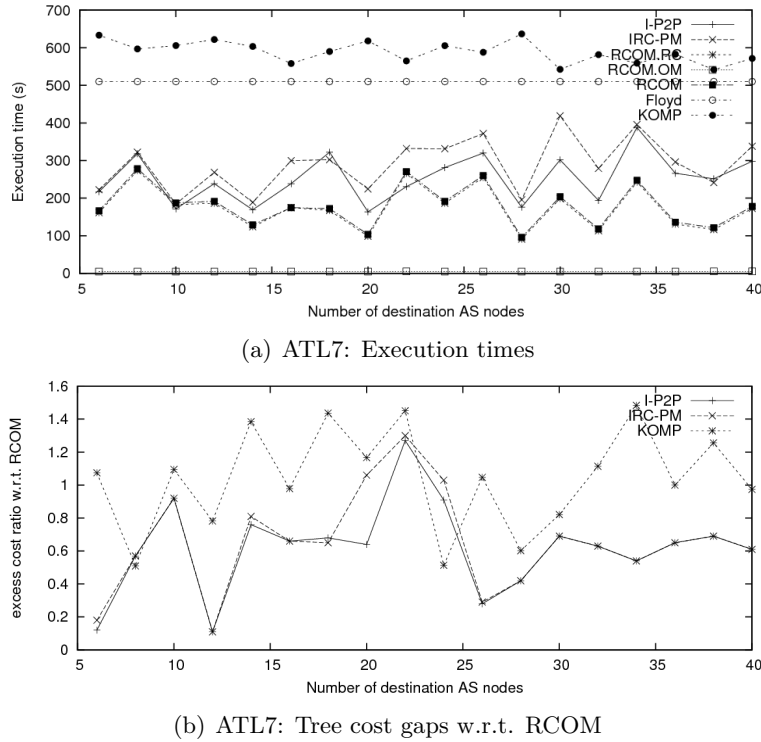 700
600
500
400
300
200
100
0
Execution time (s)
I-P2P
IRC-PM
RCOM.RC
RCOM.OM
RCOM
Floyd
KOMP
5 10 15 20 25 30 35 40
Number of destination AS nodes
(a) ATL7: Execution times
1.6
1.4
1.2
1
0.8
0.6
0.4
0.2
0
excess cost ratio w.r.t. RCOM
I-P2P
IRC-PM
KOMP
5 10 15 20 25 30 35 40
Number of destination AS nodes
(b) ATL7: Tree cost gaps w.r.t. RCOM